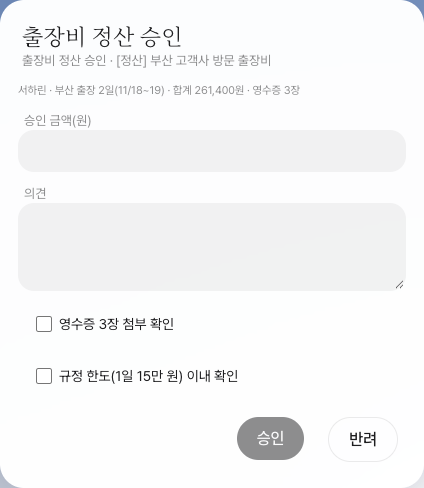 출장비 정산 승인
출장비 정산 승인 · [정산] 부산 고객사 방문 출장비
서하린 · 부산 출장 2일(11/18~19) · 합계 261,400원 · 영수증 3장
승인 금액(원)
의견
영수증 3장 첨부 확인
규정 한도(1일 15만 원) 이내 확인
승인
반려